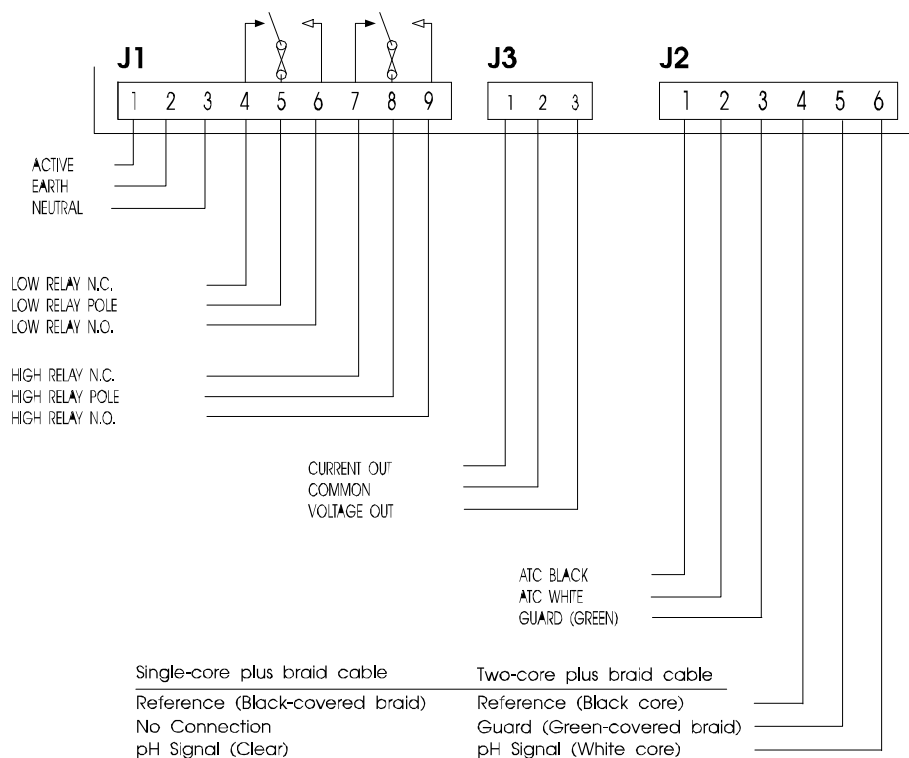 J1
J3
J2
1 2 3 4 5 6 7 8 9
1 2 3
1 2 3 4 5 6
ACTIVE
EARTH
NEUTRAL
LOW RELAY N.C.
LOW RELAY POLE
LOW RELAY N.O.
HIGH RELAY N.C.
HIGH RELAY POLE
HIGH RELAY N.O.
CURRENT OUT
COMMON
VOLTAGE OUT
ATC BLACK
ATC WHITE
GUARD (GREEN)
Single-core plus braid cable Two-core plus braid cable
Reference (Black-covered braid) Reference (Black core)
No Connection Guard (Green-covered braid)
pH Signal (Clear) pH Signal (White core)